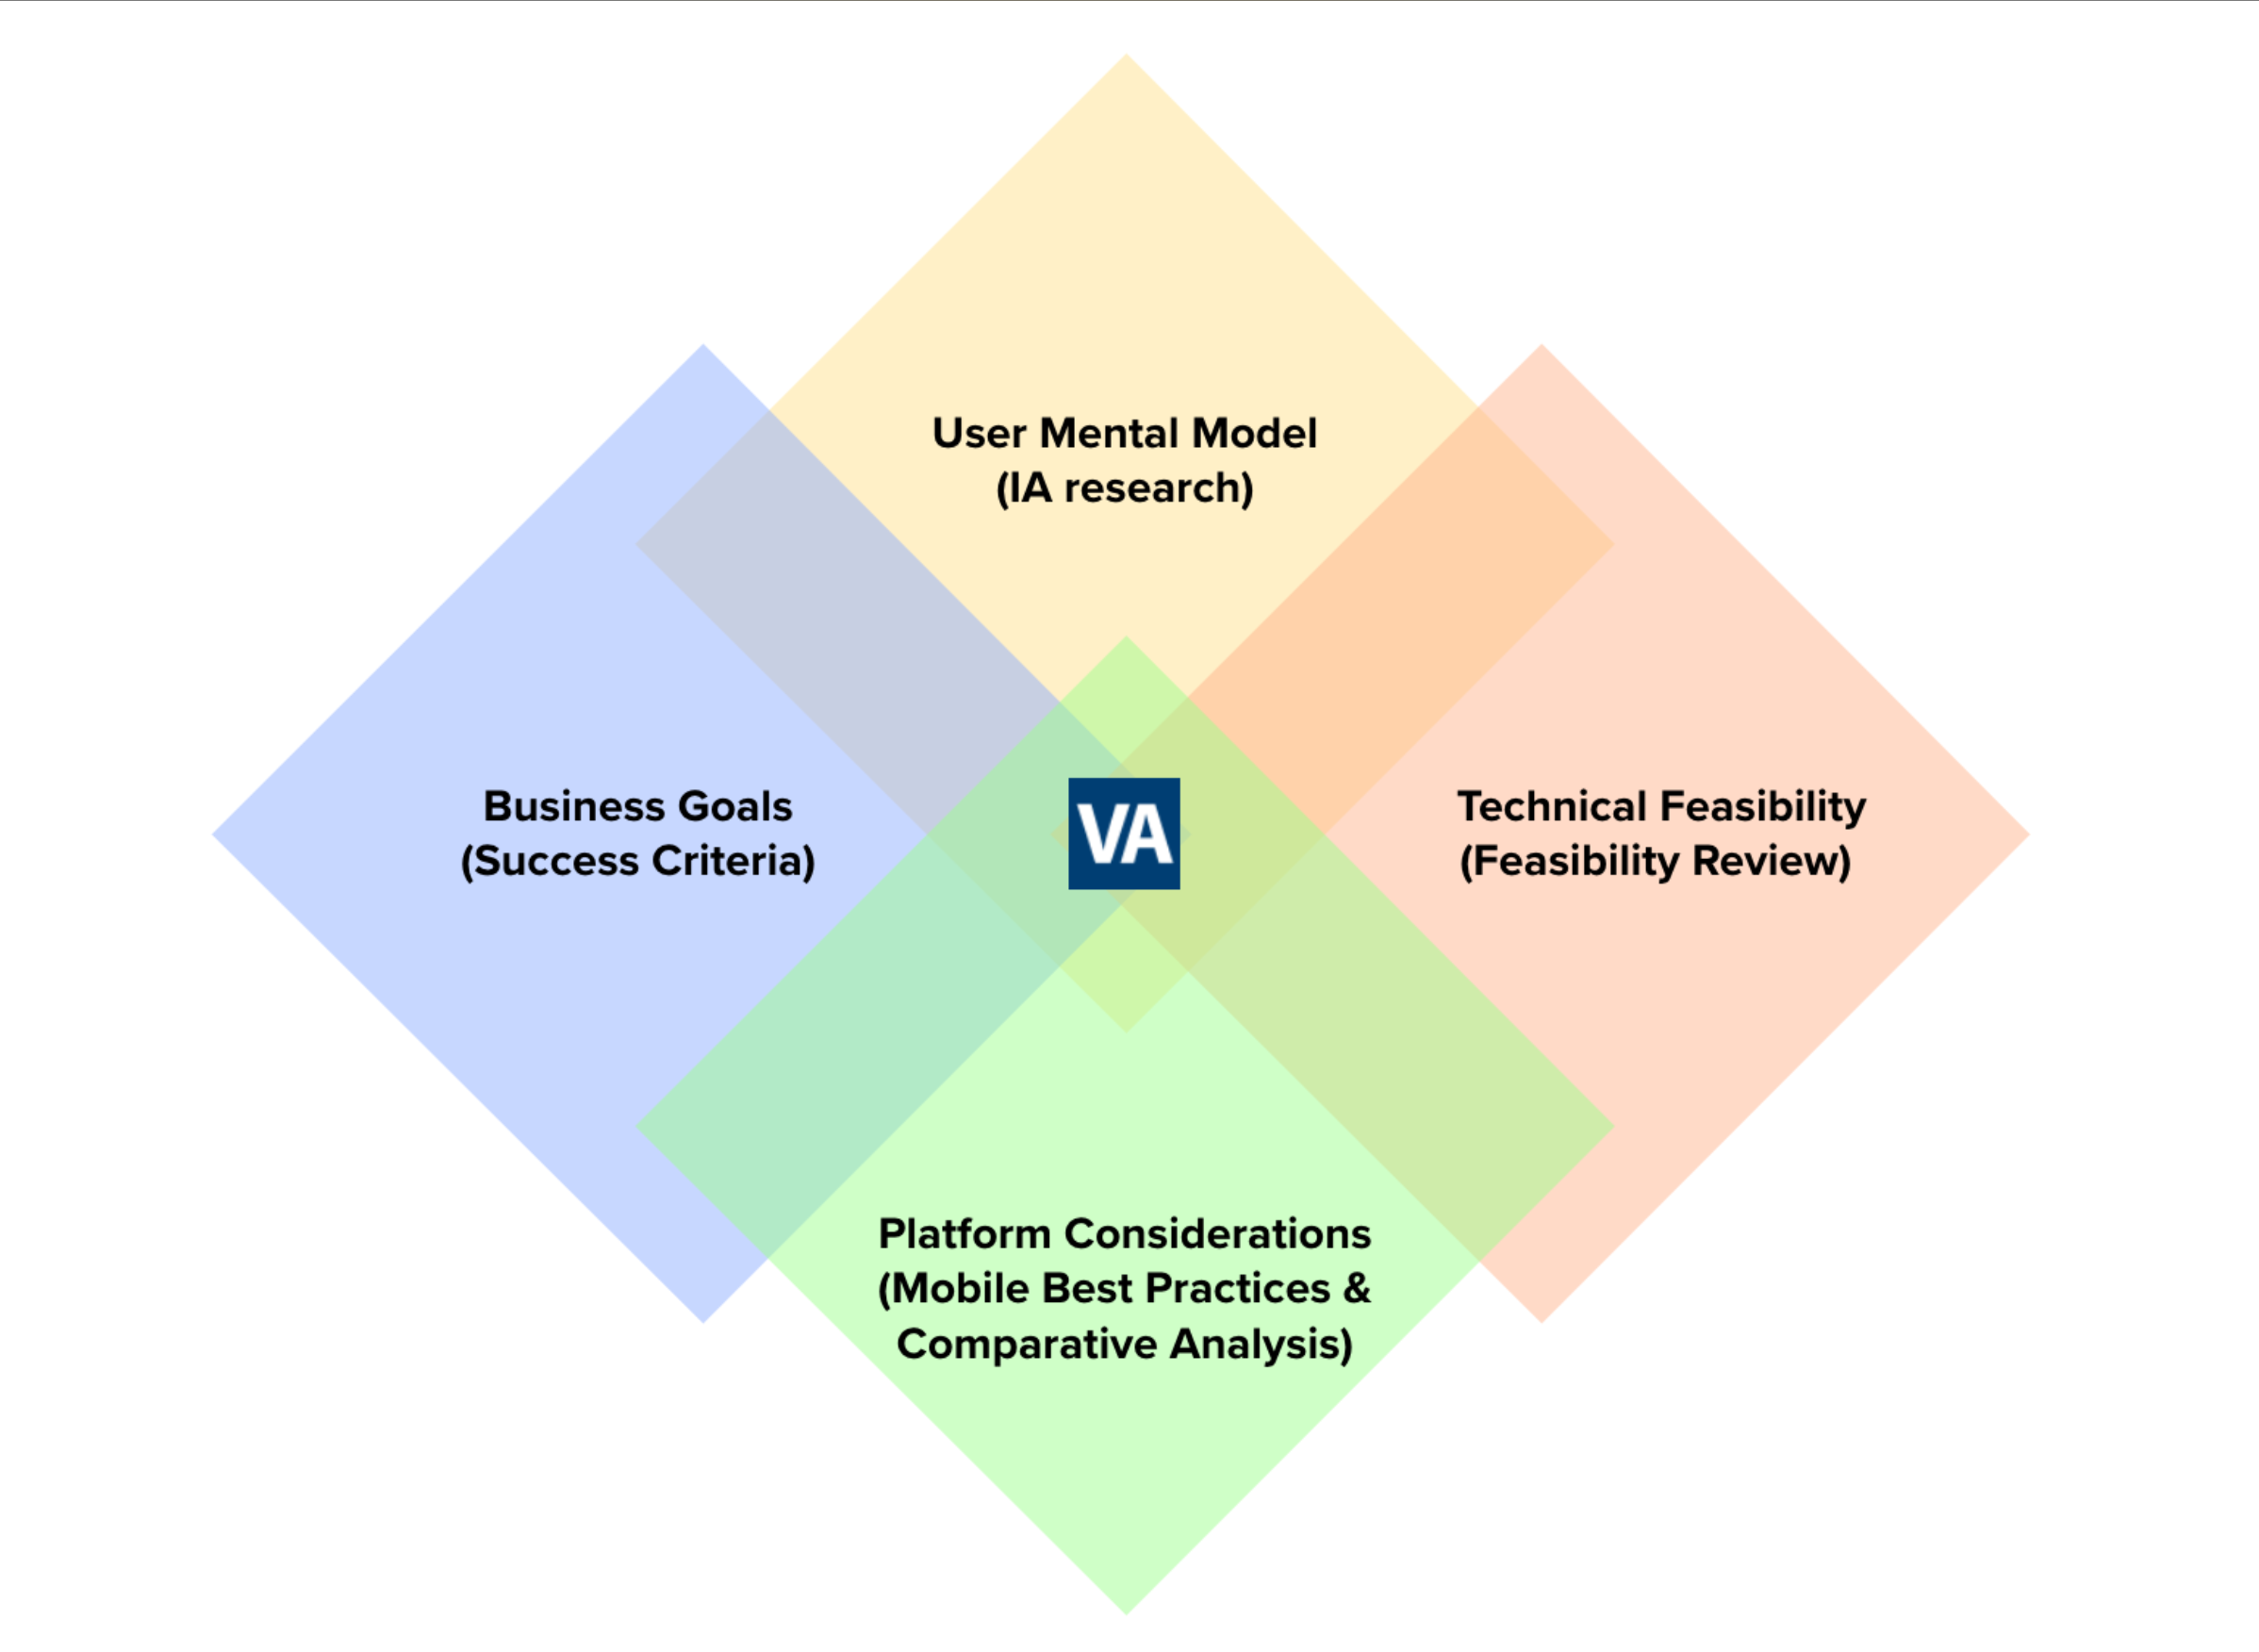 User Mental Model
(IA research)
Business Goals
(Success Criteria)
VA
Technical Feasibility
(Feasibility Review)
Platform Considerations
(Mobile Best Practices &
Comparative Analysis)